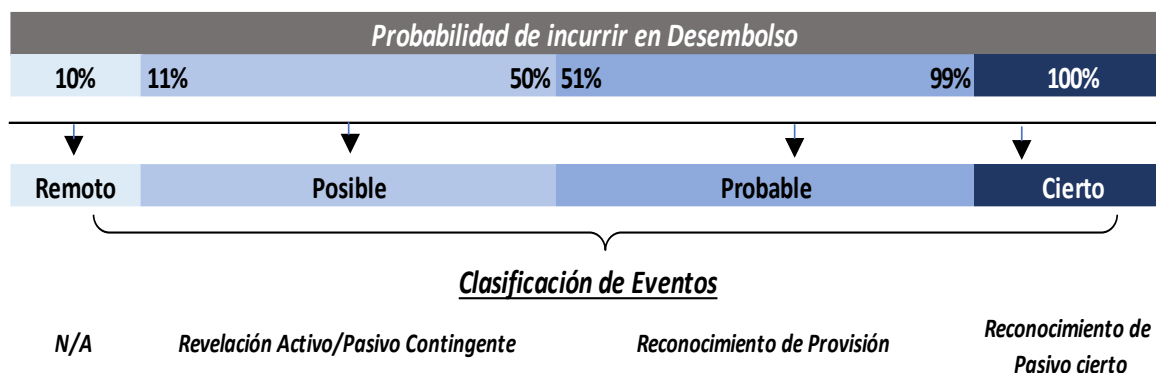 Probabilidad de incurrir en Desembolso
10% 11% 50% 51% 99% 100%
Remoto Posible Probable Cierto
Clasificación de Eventos
N/A Revelación Activo/Pasivo Contingente Reconocimiento de Provisión Reconocimiento de
Pasivo cierto